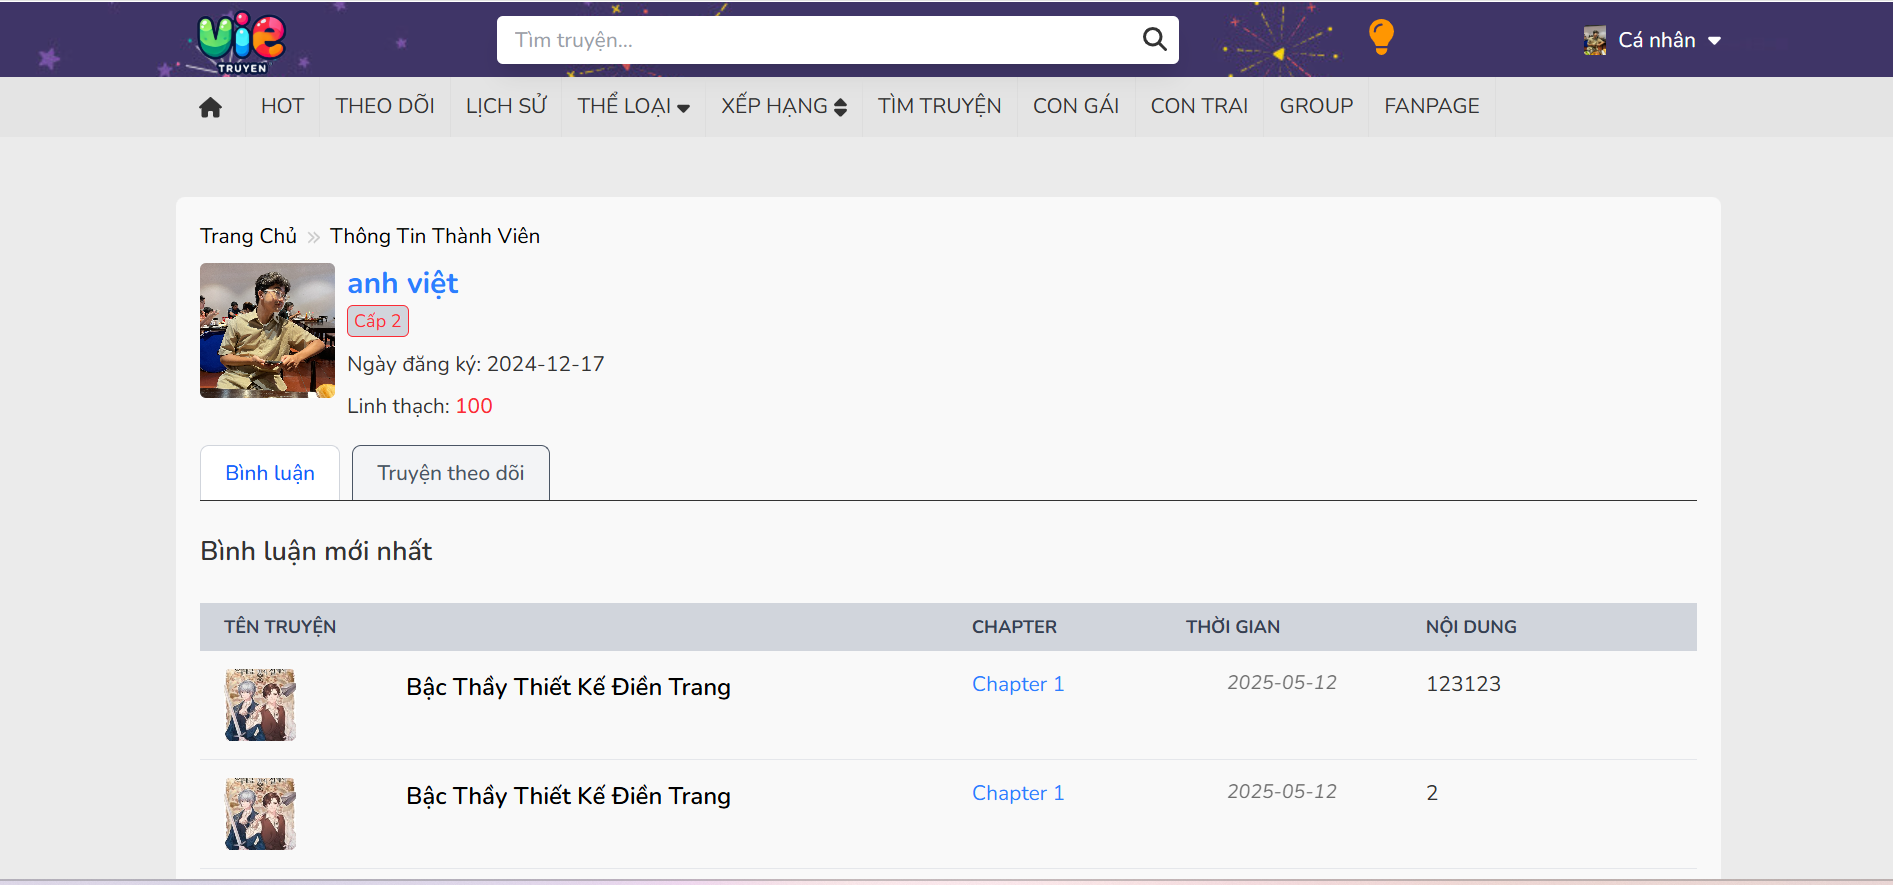 vie
TRUYEN
Tìm truyện...
Cá nhân
HOT THEO DÕI LỊCH SỬ THỂ LOẠI XẾP HẠNG TÌM TRUYỆN CON GÁI CON TRAI GROUP FANPAGE
Trang Chủ » Thông Tin Thành Viên
anh việt
Cấp 2
Ngày đăng ký: 2024-12-17
Linh thạch: 100
Bình luận Truyện theo dõi
Bình luận mới nhất
TÊN TRUYỆN CHAPTER THỜI GIAN NỘI DUNG
Bậc Thầy Thiết Kế Điền Trang Chapter 1 2025-05-12 123123
Bậc Thầy Thiết Kế Điền Trang Chapter 1 2025-05-12 2